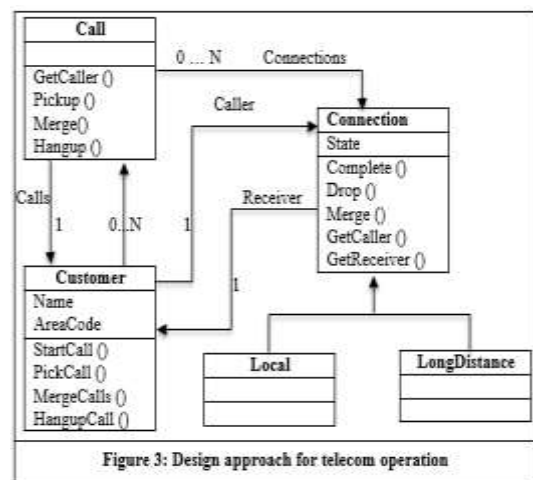 Call
GetCaller ()
Pickup ()
Merge()
Hangup ()
0 ... N Connections
Caller
Connection
State
Complete ()
Drop ()
Merge ()
GetCaller ()
GetReceiver ()
Calls
1
0..N
1
Receiver
1
Customer
Name
AreaCode
StartCall ()
PickCall ()
MergeCalls ()
HangupCall ()
Local
LongDistance
Figure 3: Design approach for telecom operation